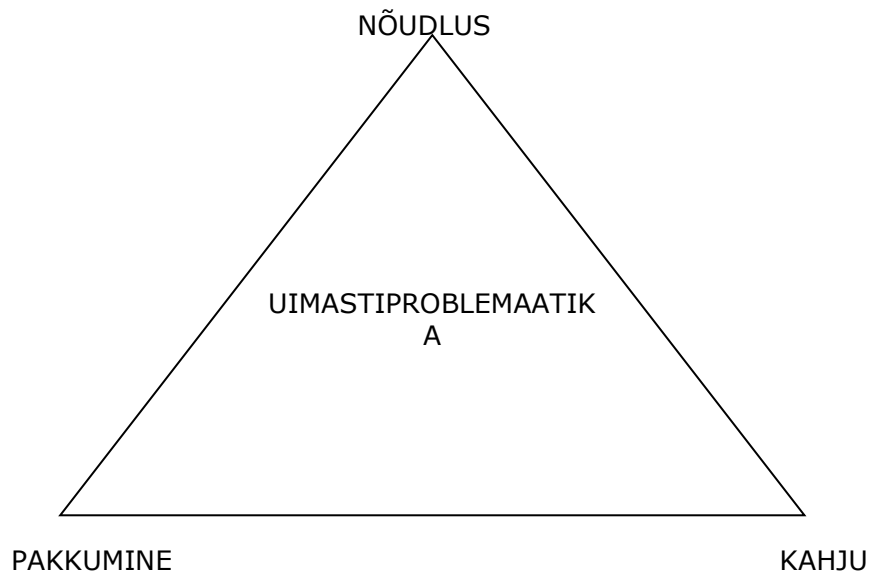 NÕUDLUS
UIMASTIPROBLEMAATIK
A
PAKKUMINE
KAHJU